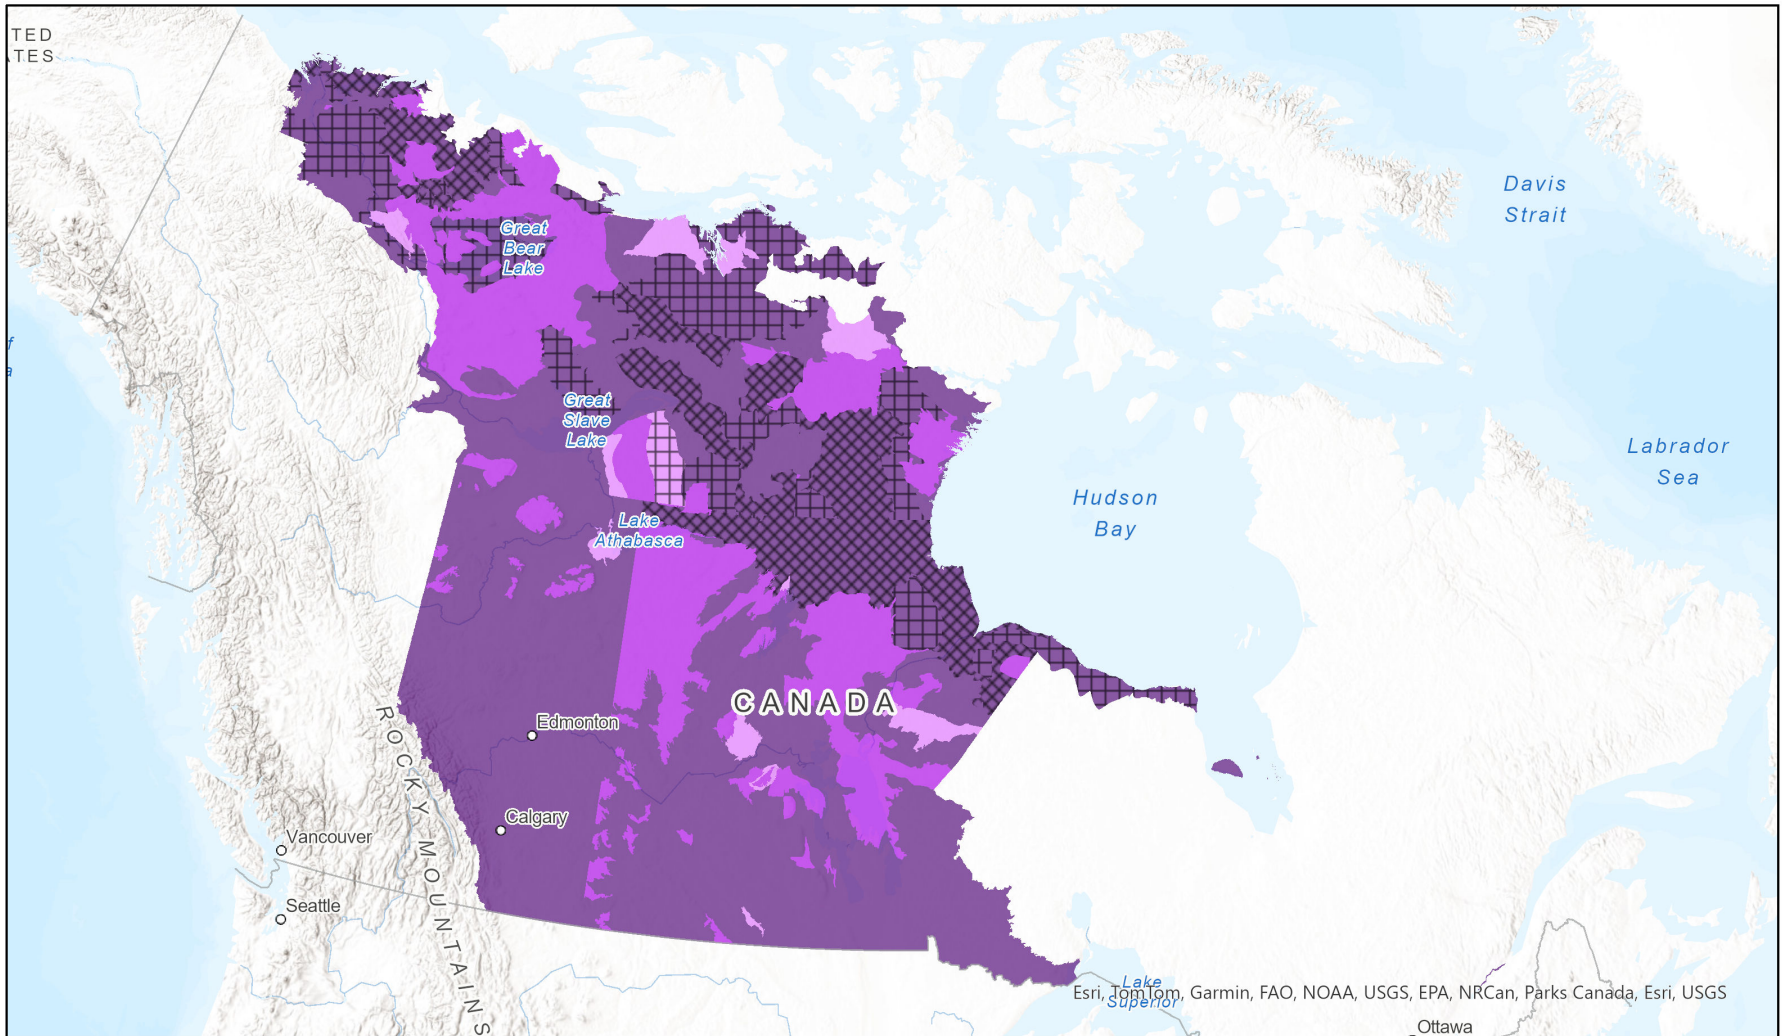 TED
TES
Davis
Strait
Great
Bear
Lake
f
a
Great
Slave
Lake
Labrador
Sea
Hudson
Bay
Lake
Athabasca
CANADA
Edmonton
Calgary
ROCKY MOUNTAINS
Vancouver
Seattle
Lake
Superior
Esri, TomTom, Garmin, FAO, NOAA, USGS, EPA, NRCan, Parks Canada, Esri, USGS
Ottawa